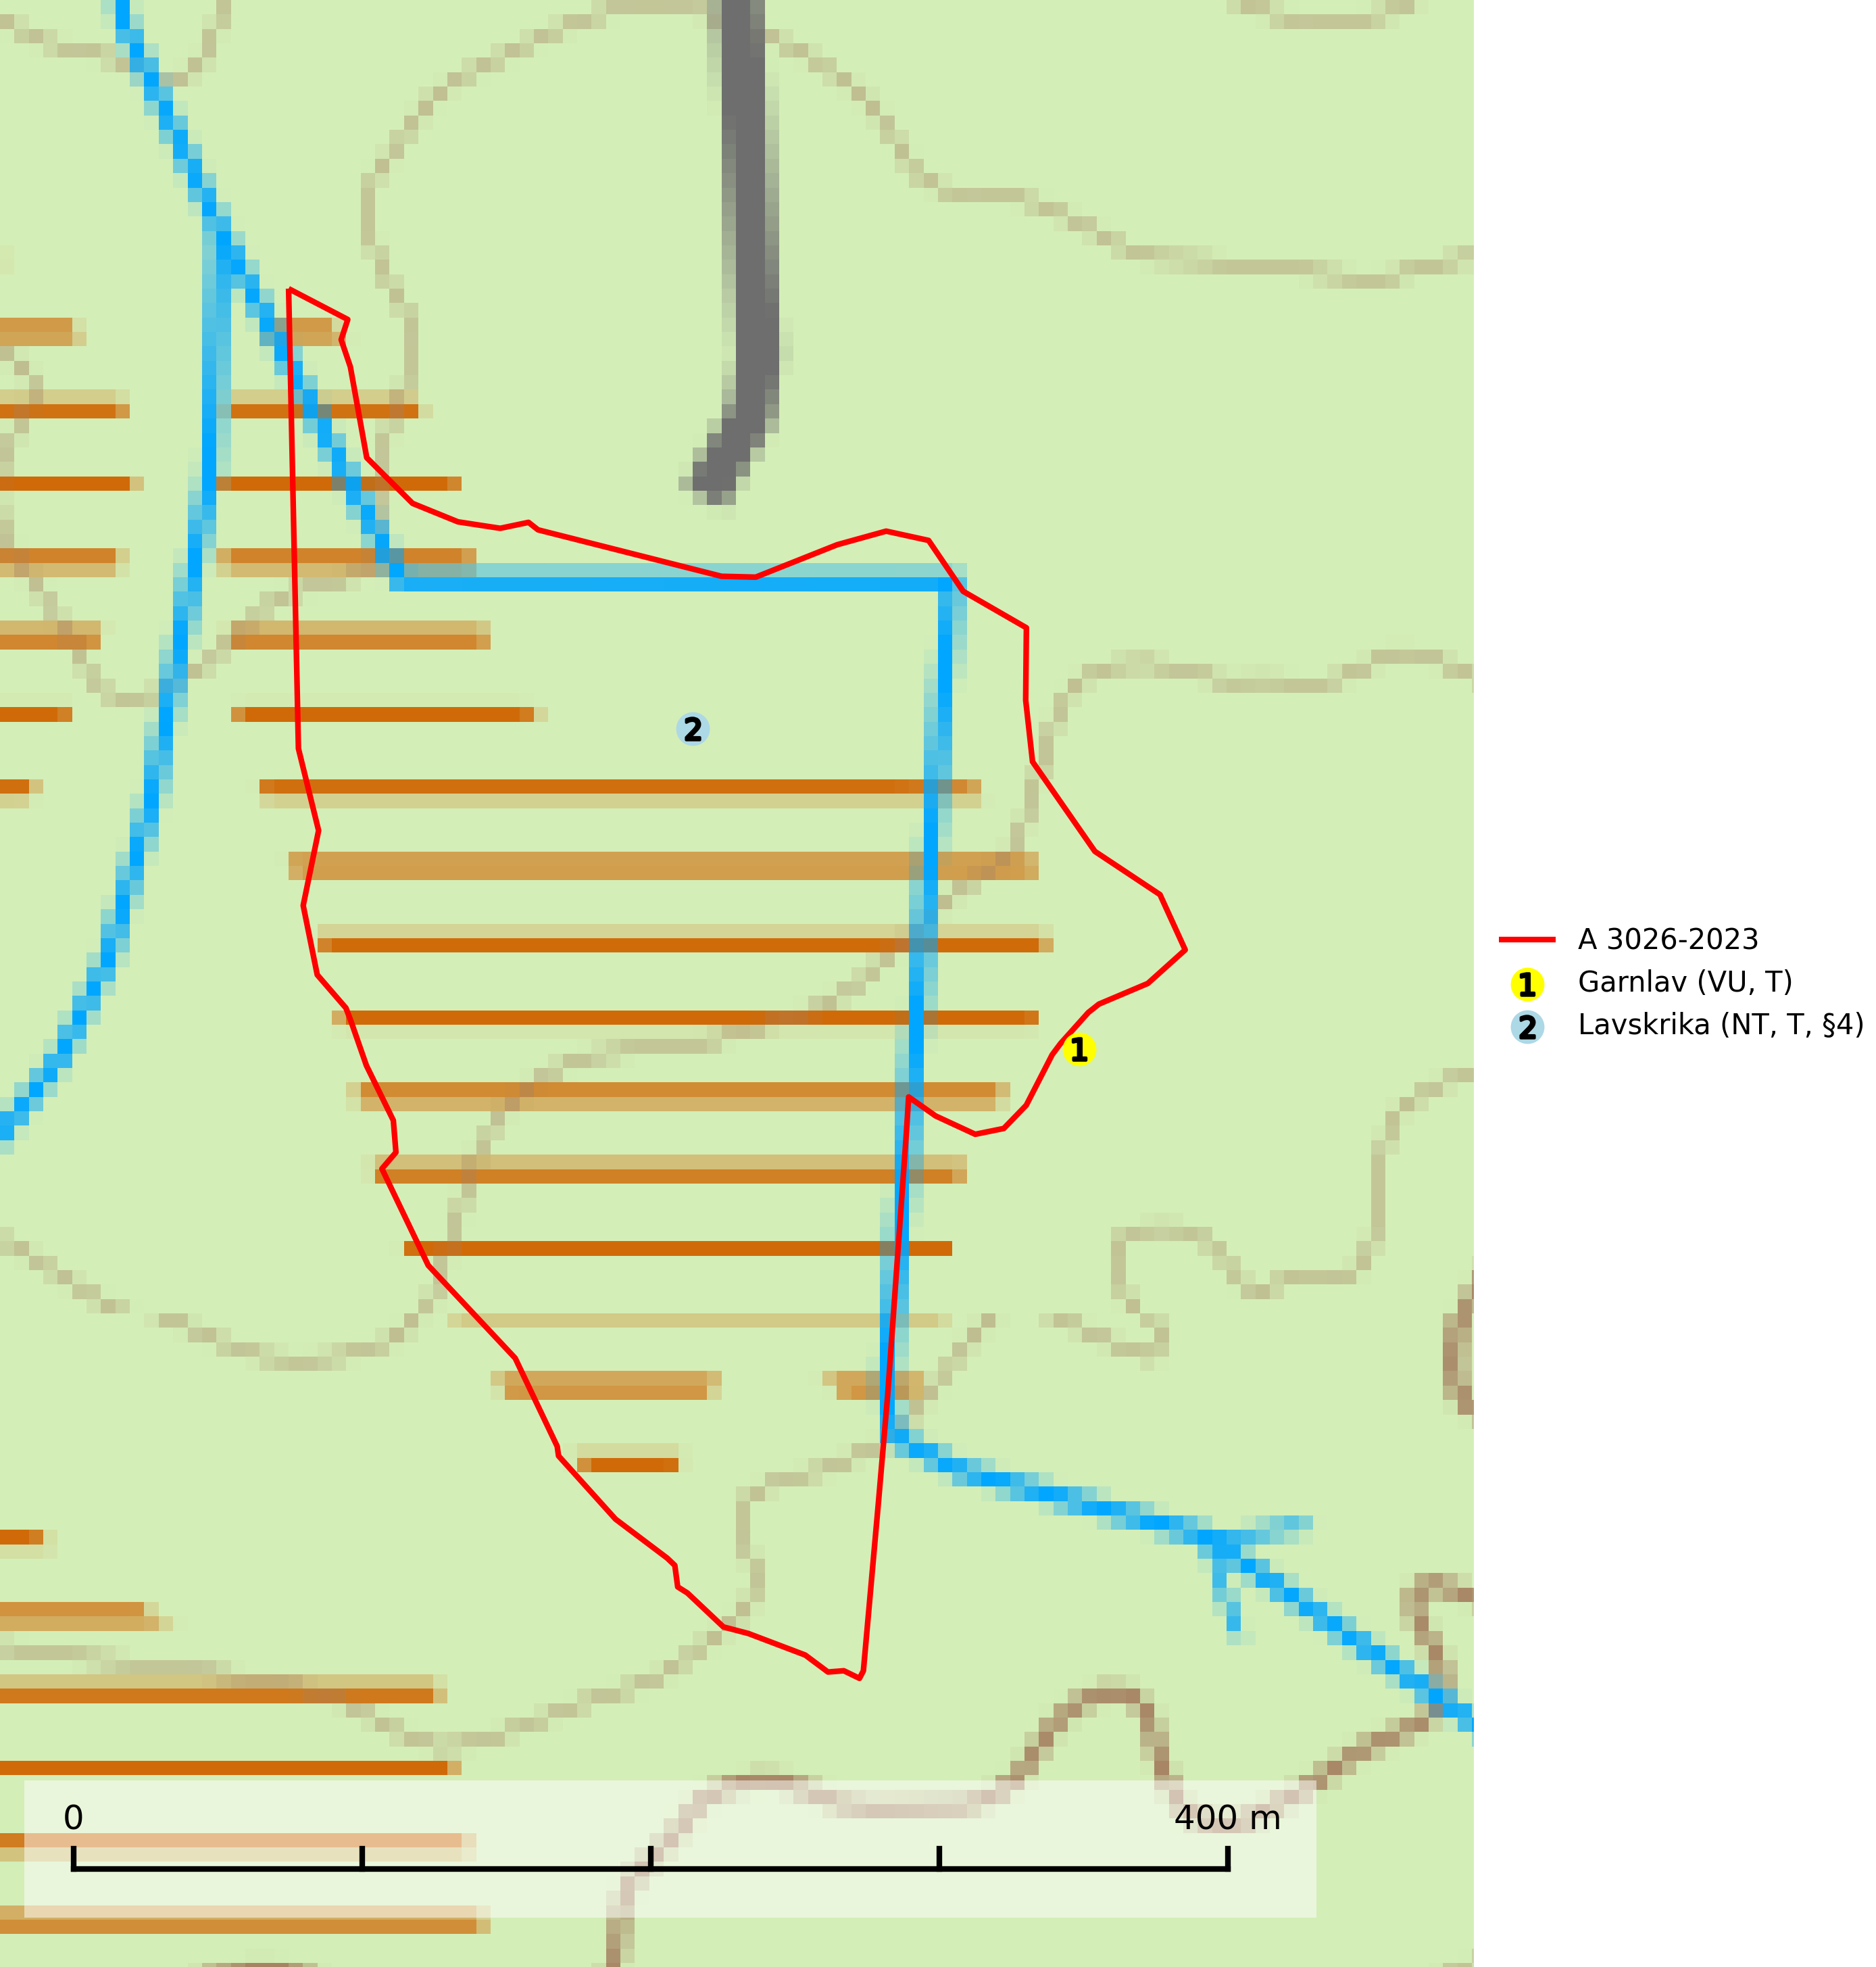 2
1
A 3026-2023
1 Garnlav (VU, T)
2 Lavskrika (NT, T, §4)
0 400 m